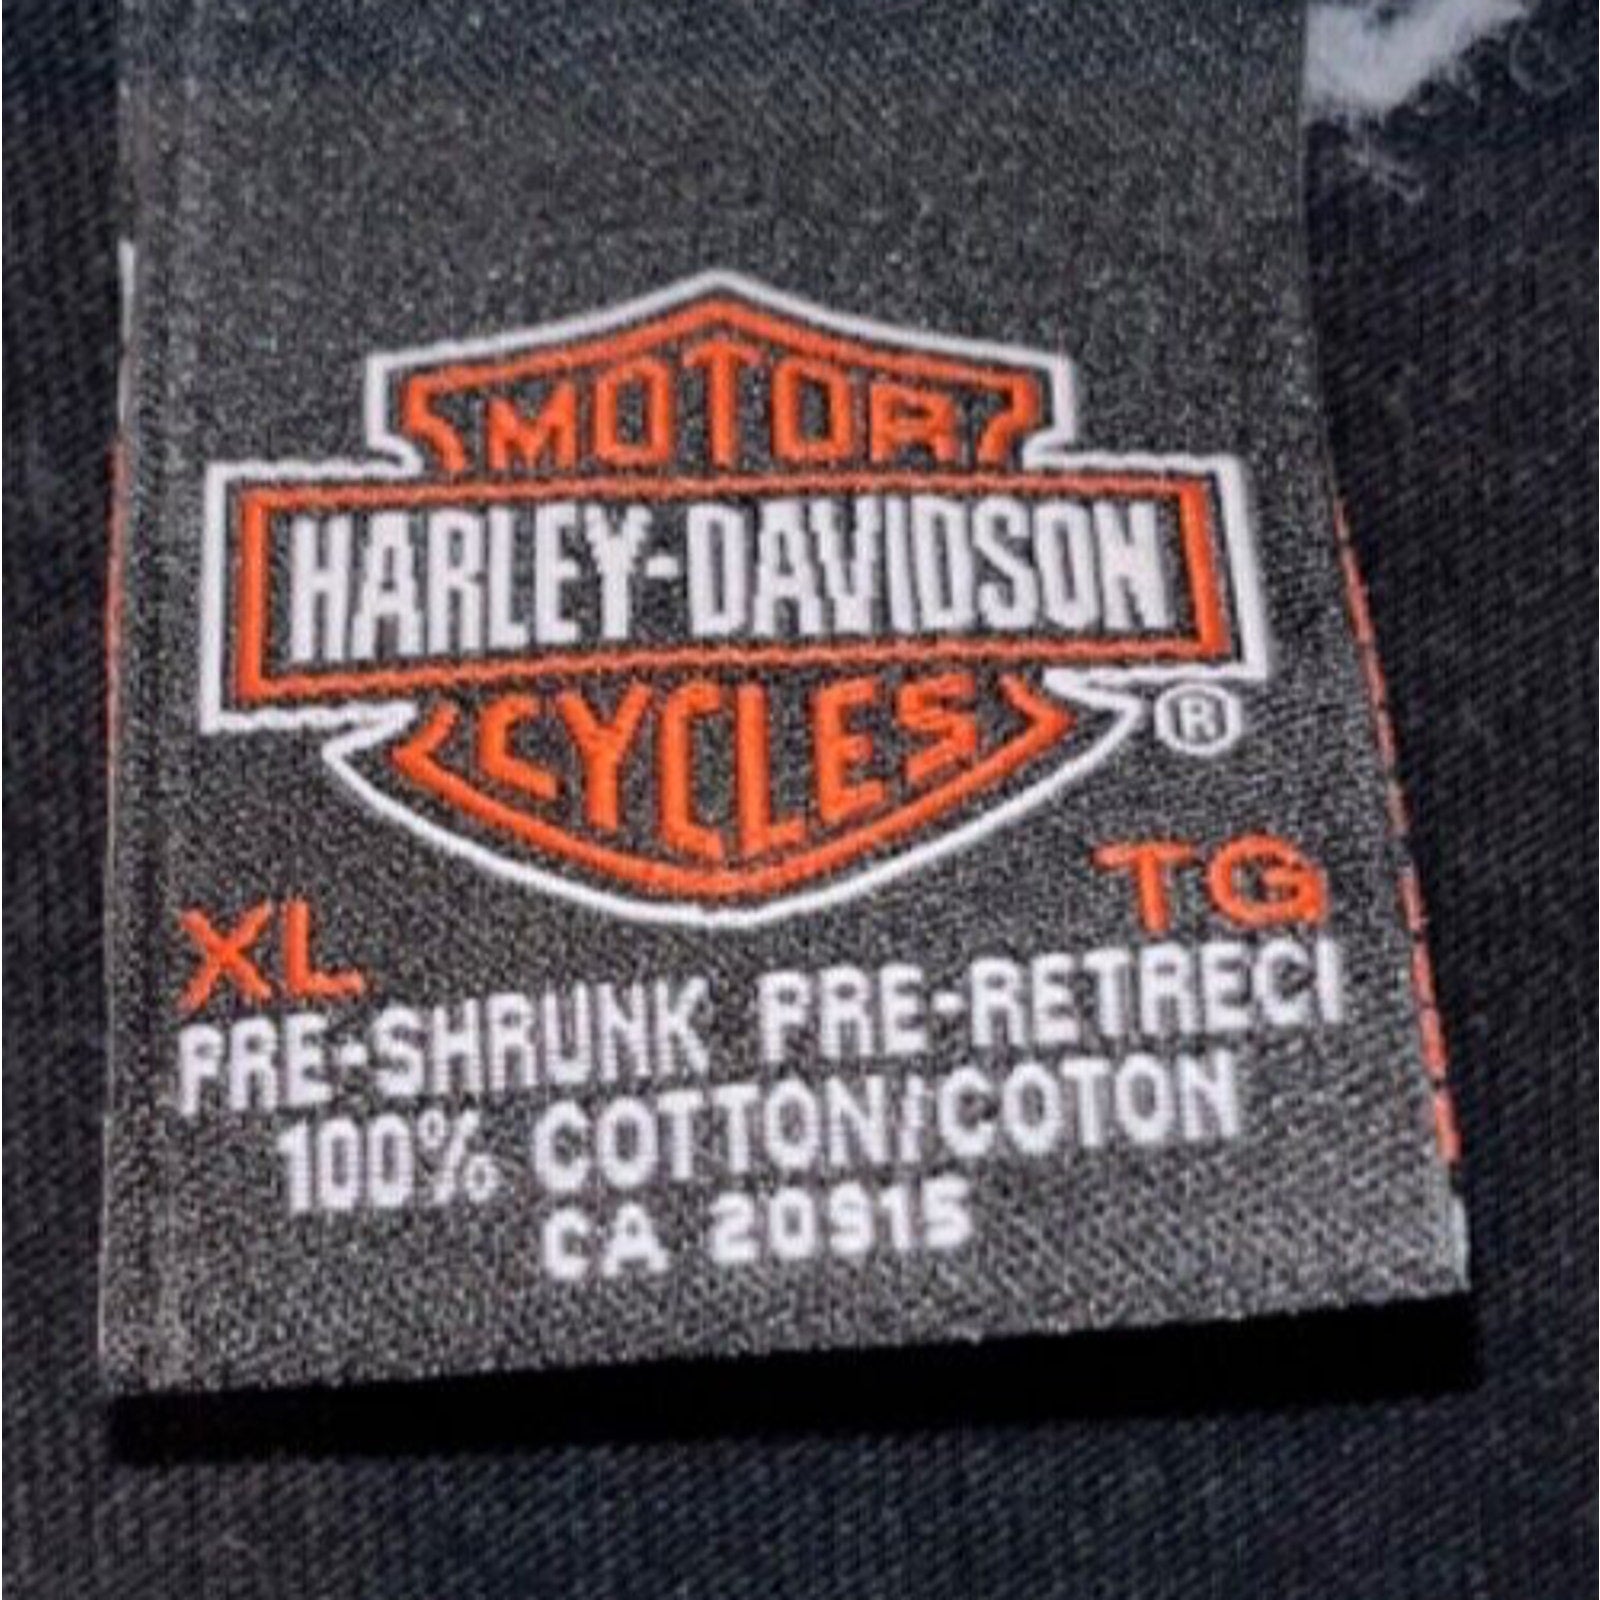 MOTOR
HARLEY-DAVIDSON
CYCLES
®
XL TG
PRE-SHRUNK PRE-RETRECI
100% COTTON/COTON
CA 20915